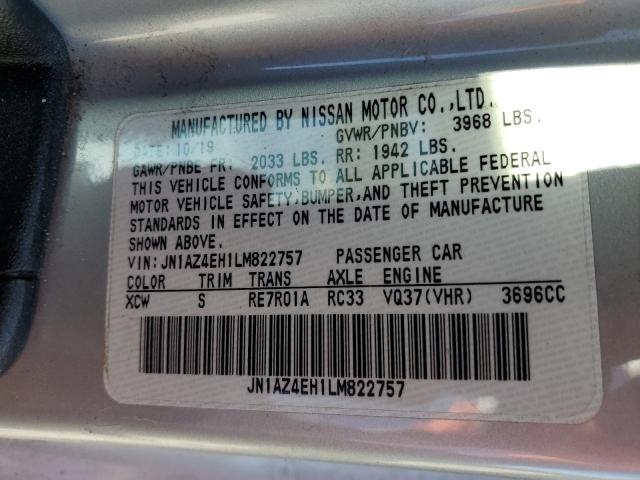 MANUFACTURED BY NISSAN MOTOR CO.,LTD.
DATE: 10/19 GVWR/PNBV: 3968 LBS.
GAWR/PNBE FR: 2033 LBS. RR: 1942 LBS.
THIS VEHICLE CONFORMS TO ALL APPLICABLE FEDERAL
MOTOR VEHICLE SAFETY,BUMPER,AND THEFT PREVENTION
STANDARDS IN EFFECT ON THE DATE OF MANUFACTURE
SHOWN ABOVE.
VIN:JN1AZ4EH1LM822757 PASSENGER CAR
COLOR TRIM TRANS AXLE ENGINE
XCW S RE7R01A RC33 VQ37(VHR) 3696CC
JN1AZ4EH1LM822757